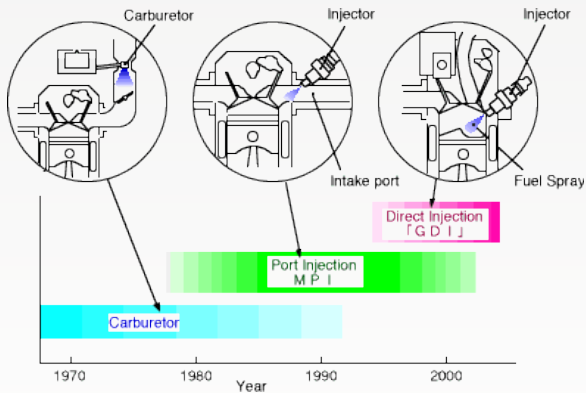 Carburetor
Injector
Injector
Intake port
Fuel Spray
Direct Injection
「GDI」
Port Injection
MPI
Carburetor
1970
1980
1990
2000
Year